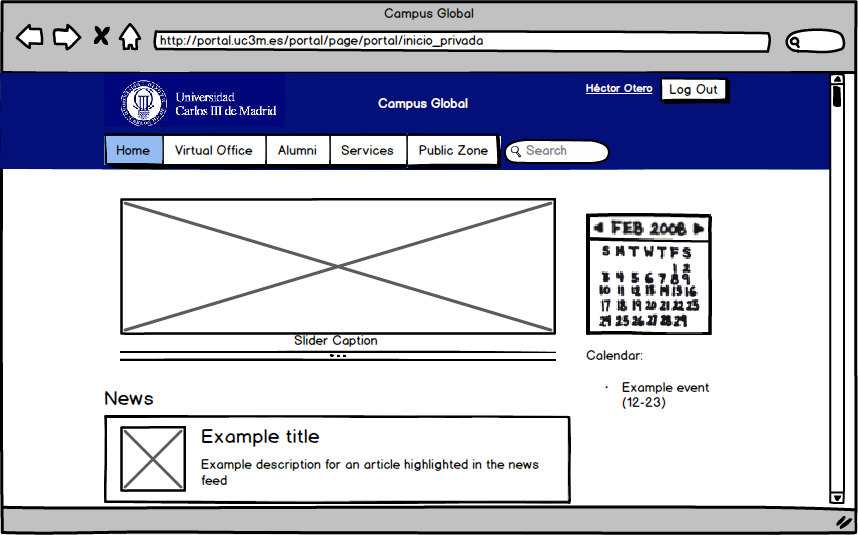 Campus Global
http://portal.uc3m.es/portal/page/portal/inicio_privada
Universidad
Carlos III de Madrid
Campus Global
Héctor Otero
Log Out
Home
Virtual Office
Alumni
Services
Public Zone
Search
Slider Caption
FEB 2008
S M T W T F S
1 2
3 4 5 6 7 8 9
10 11 12 13 14 15 16
17 18 19 20 21 22 23
24 25 26 27 28 29
Calendar:
· Example event
(12-23)
News
Example title
Example description for an article highlighted in the news
feed